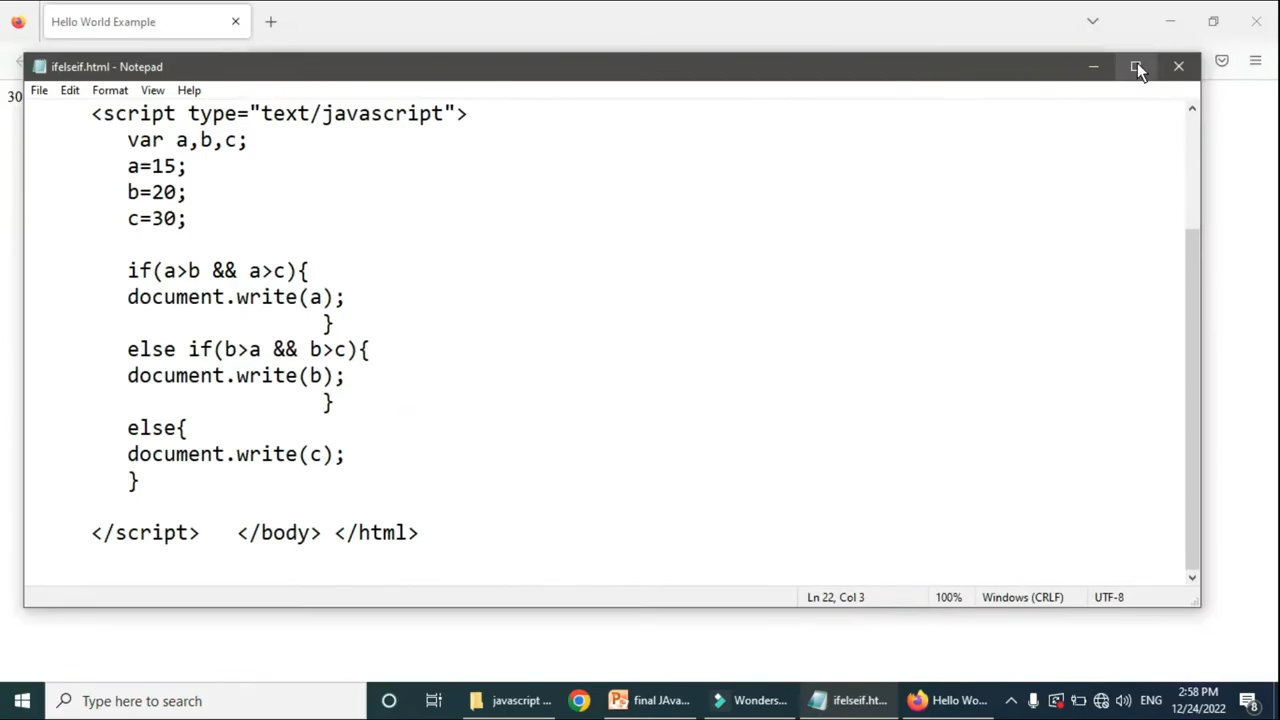 Hello World Example
30
ifelseif.html - Notepad
File Edit Format View Help
<script type="text/javascript">
var a,b,c;
a=15;
b=20;
c=30;
if(a>b && a>c){
document.write(a);
}
else if(b>a && b>c){
document.write(b);
}
else{
document.write(c);
}
</script> </body> </html>
Ln 22, Col 3 100% Windows (CRLF) UTF-8
Type here to search javascript ... final JAva... Wonders... ifelseif.ht... Hello Wo... ENG 2:58 PM
12/24/2022 8